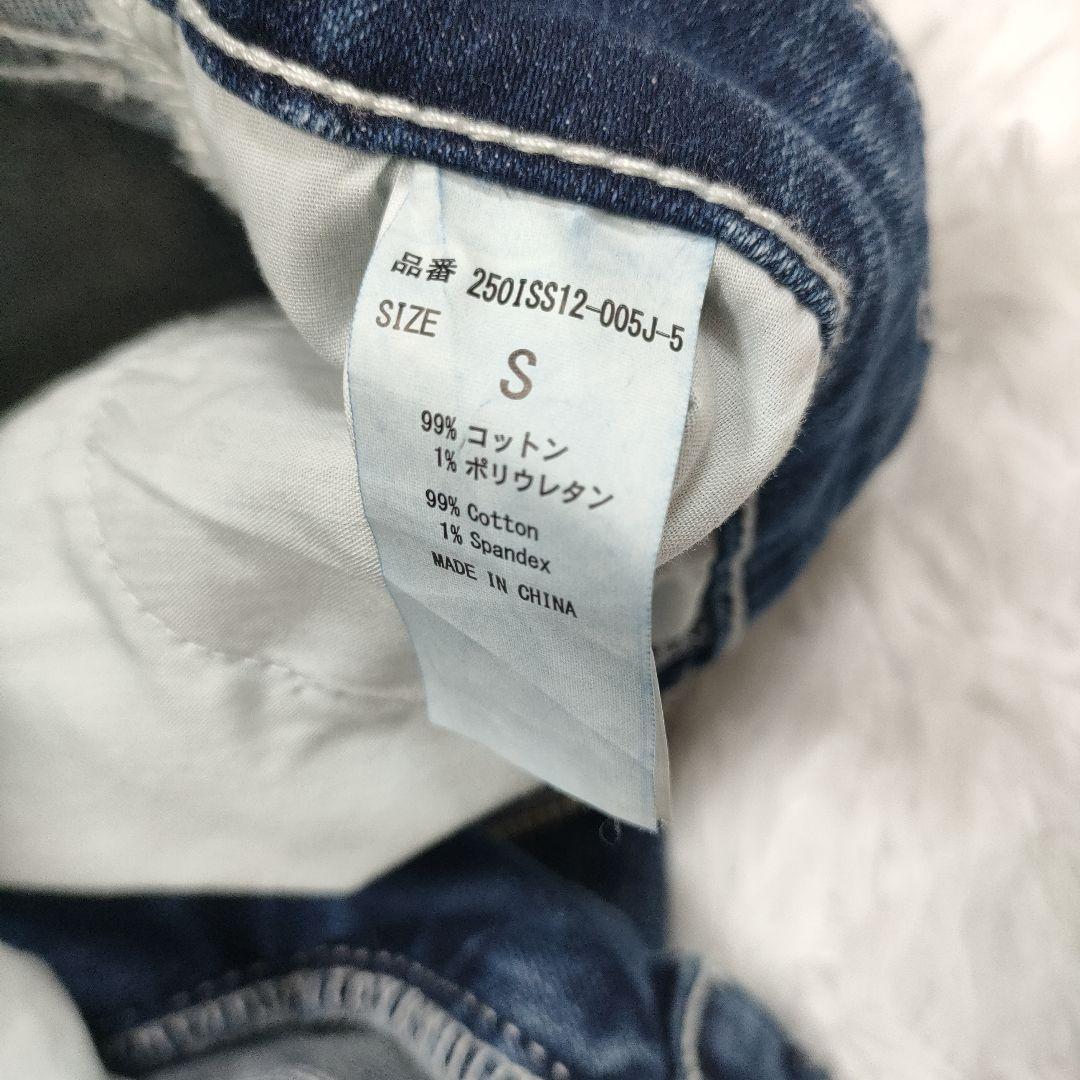 品番 250ISS12-005J-5
SIZE
S
99% コットン
1% ポリウレタン
99% Cotton
1% Spandex
MADE IN CHINA